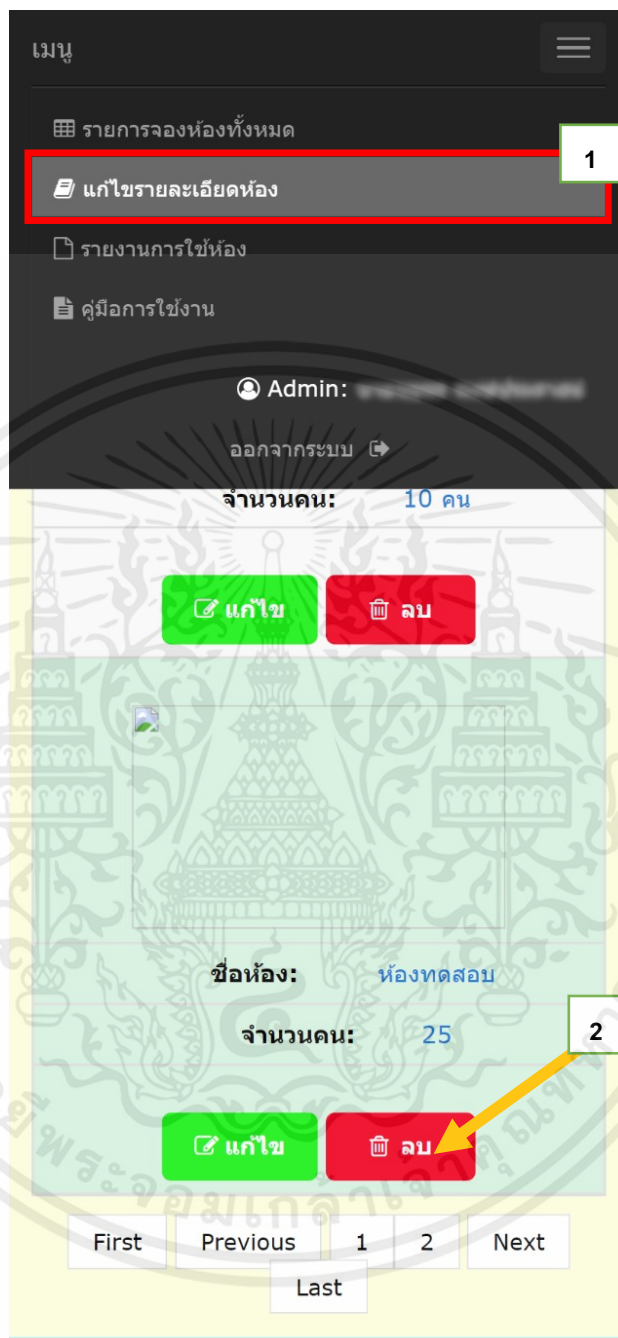 เมนู
รายการจองห้องทั้งหมด
1
แก้ไขรายละเอียดห้อง
รายงานการใช้ห้อง
คู่มือการใช้งาน
Admin:
ออกจากระบบ
จำนวนคน: 10 คน
แก้ไข ลบ
ชื่อห้อง: ห้องทดสอบ
จำนวนคน: 25
2
แก้ไข ลบ
First Previous 1 2 Next
Last